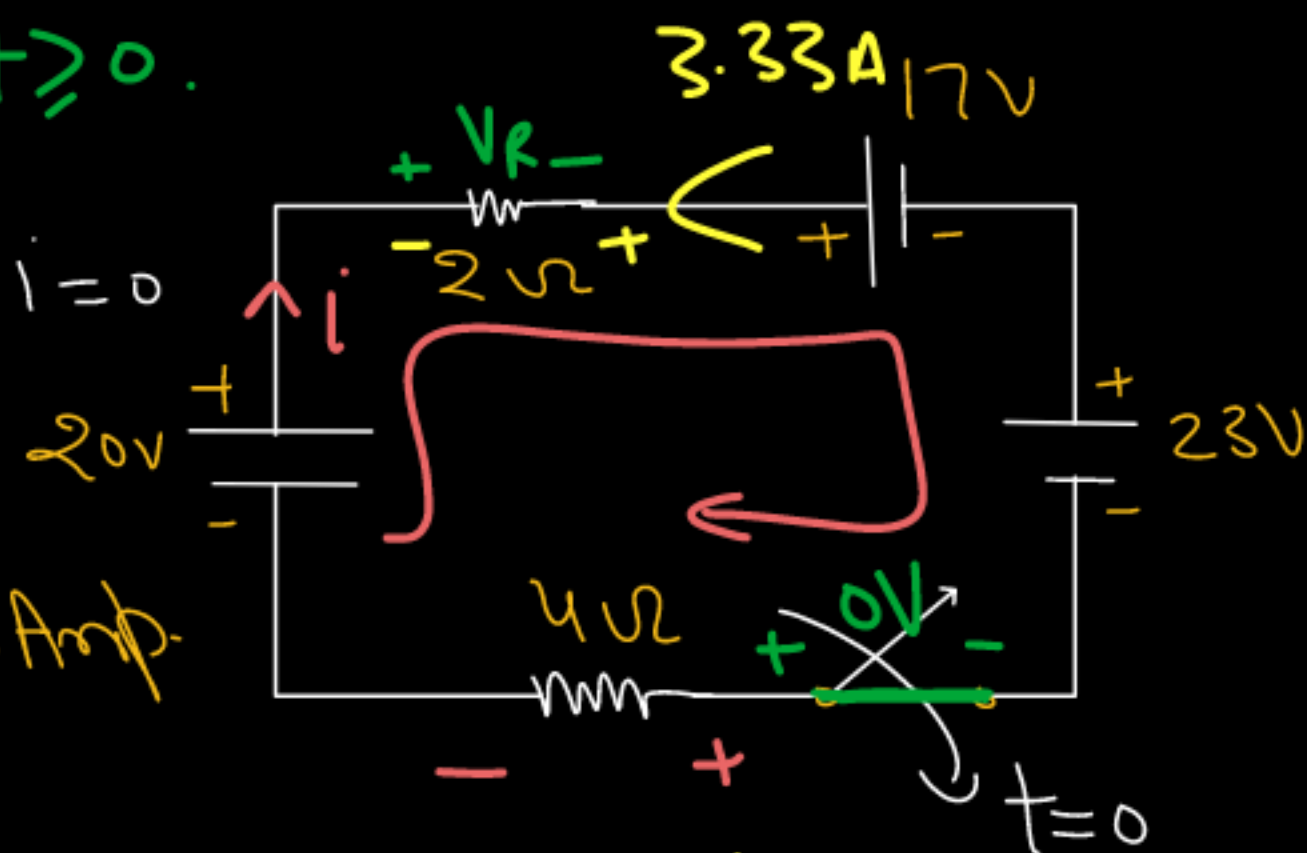 t ≥ 0.
3.33A
17V
+ VR -
- 2Ω +
+ -
i = 0
i
+
20V
-
+
23V
-
Amp.
4Ω
+ 0V -
- +
t = 0